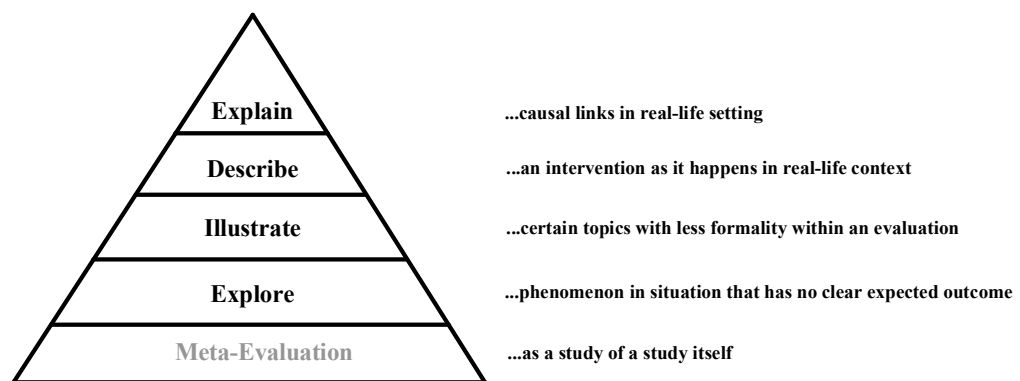 Explain ...causal links in real-life setting
Describe ...an intervention as it happens in real-life context
Illustrate ...certain topics with less formality within an evaluation
Explore ...phenomenon in situation that has no clear expected outcome
Meta-Evaluation ...as a study of a study itself